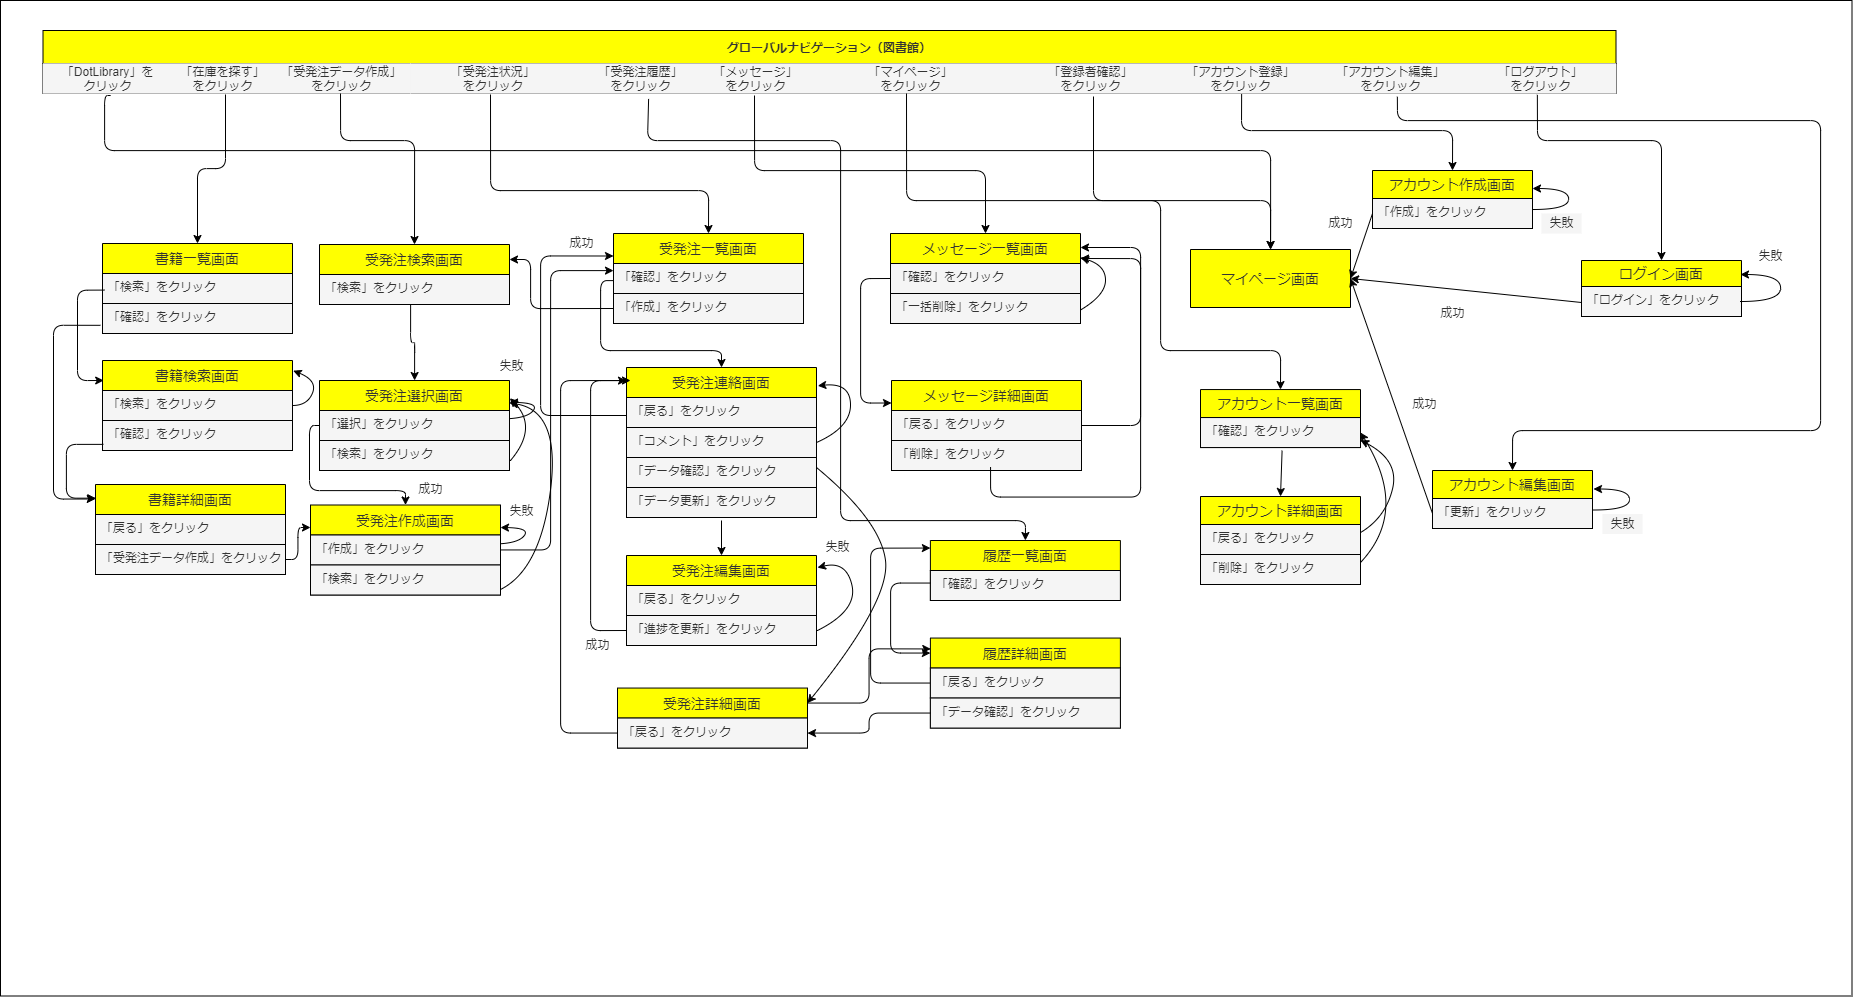 グローバルナビゲーション（図書館）
「DotLibrary」を
クリック
「在庫を探す」
をクリック
「受発注データ作成」
をクリック
「受発注状況」
をクリック
「受発注履歴」
をクリック
「メッセージ」
をクリック
「マイページ」
をクリック
「登録者確認」
をクリック
「アカウント登録」
をクリック
「アカウント編集」
をクリック
「ログアウト」
をクリック
書籍一覧画面
「検索」をクリック
「確認」をクリック
書籍検索画面
「検索」をクリック
「確認」をクリック
書籍詳細画面
「戻る」をクリック
「受発注データ作成」をクリック
受発注検索画面
「検索」をクリック
失敗
受発注選択画面
「選択」をクリック
「検索」をクリック
成功
失敗
受発注作成画面
「作成」をクリック
「検索」をクリック
成功
受発注一覧画面
「確認」をクリック
「作成」をクリック
受発注連絡画面
「戻る」をクリック
「コメント」をクリック
「データ確認」をクリック
「データ更新」をクリック
失敗
受発注編集画面
「戻る」をクリック
「進捗を更新」をクリック
成功
受発注詳細画面
「戻る」をクリック
メッセージ一覧画面
「確認」をクリック
「一括削除」をクリック
メッセージ詳細画面
「戻る」をクリック
「削除」をクリック
履歴一覧画面
「確認」をクリック
履歴詳細画面
「戻る」をクリック
「データ確認」をクリック
マイページ画面
成功
アカウント作成画面
「作成」をクリック
失敗
ログイン画面
「ログイン」をクリック
失敗
成功
アカウント一覧画面
「確認」をクリック
アカウント詳細画面
「戻る」をクリック
「削除」をクリック
成功
アカウント編集画面
「更新」をクリック
失敗